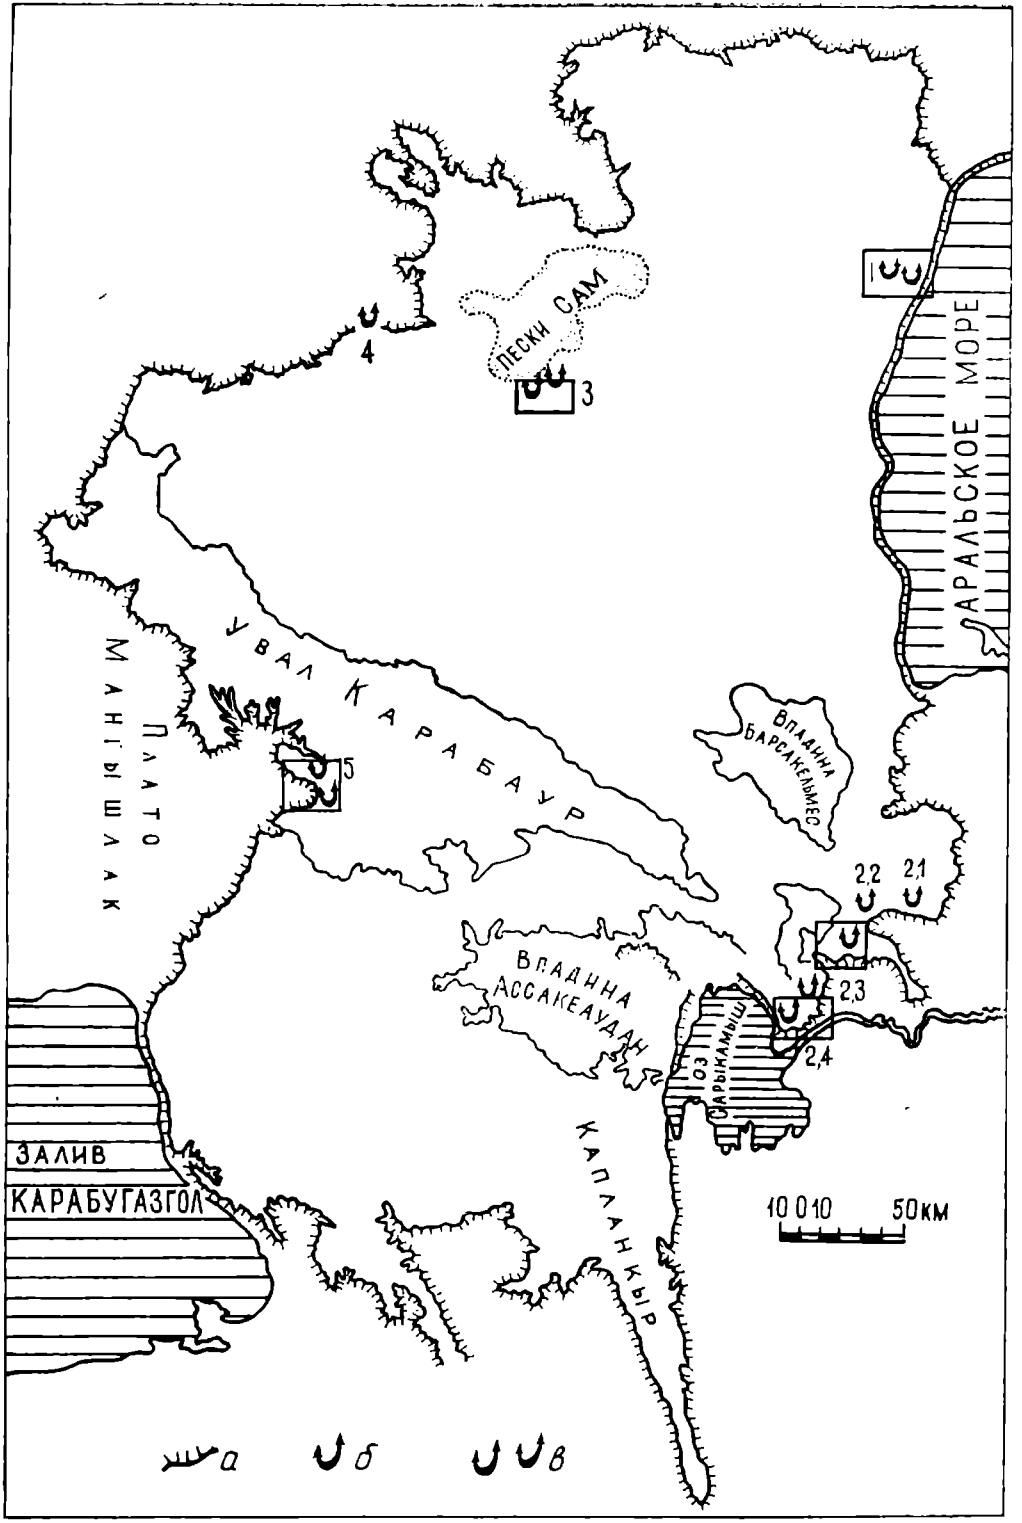 ПЕСКИ САМ
1
4
3
АРАЛЬСКОЕ МОРЕ
УВАЛ КАРАБАУР
ПЛАТО
МАНГЫШЛАК
5
ВПАДИНА
БАРСАКЕЛЬМЕС
2,2
2,1
2,3
2,4
ВПАДИНА
АССАКЕАУДАН
ОЗ
САРЫКАМЫШ
КАПЛАНКЫР
ЗАЛИВ
КАРАБУГАЗГОЛ
10 0 10 50 КМ
а
б
в